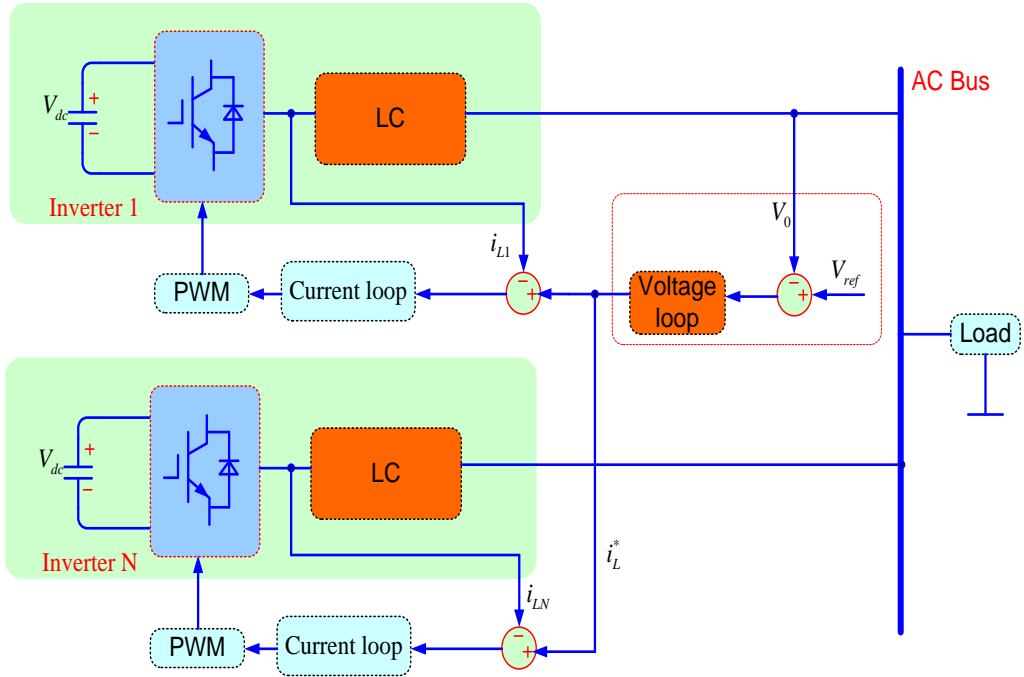 AC Bus
V_dc
+
−
LC
Inverter 1
V_0
i_L1
V_ref
−
+
−
+
PWM
Current loop
Voltage
loop
Load
V_dc
+
−
LC
Inverter N
i_L^*
i_LN
−
+
PWM
Current loop